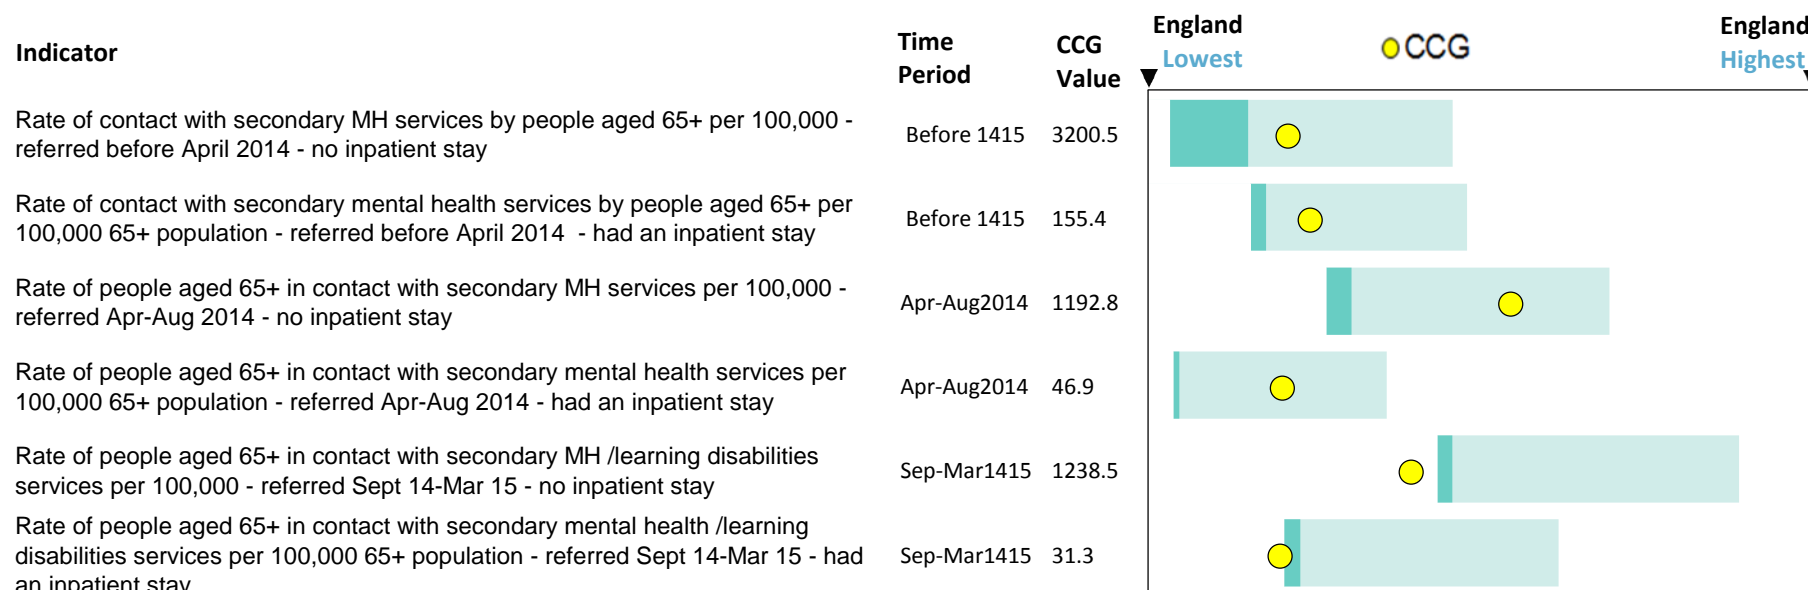 Indicator
Time Period
CCG Value
England Lowest
CCG
England Highest
Rate of contact with secondary MH services by people aged 65+ per 100,000 -
referred before April 2014 - no inpatient stay
Before 1415 3200.5
Rate of contact with secondary mental health services by people aged 65+ per
100,000 65+ population - referred before April 2014  - had an inpatient stay
Before 1415 155.4
Rate of people aged 65+ in contact with secondary MH services per 100,000 -
referred Apr-Aug 2014 - no inpatient stay
Apr-Aug2014 1192.8
Rate of people aged 65+ in contact with secondary mental health services per
100,000 65+ population - referred Apr-Aug 2014 - had an inpatient stay
Apr-Aug2014 46.9
Rate of people aged 65+ in contact with secondary MH /learning disabilities
services per 100,000 - referred Sept 14-Mar 15 - no inpatient stay
Sep-Mar1415 1238.5
Rate of people aged 65+ in contact with secondary mental health /learning
disabilities services per 100,000 65+ population - referred Sept 14-Mar 15 - had
an inpatient stay
Sep-Mar1415 31.3